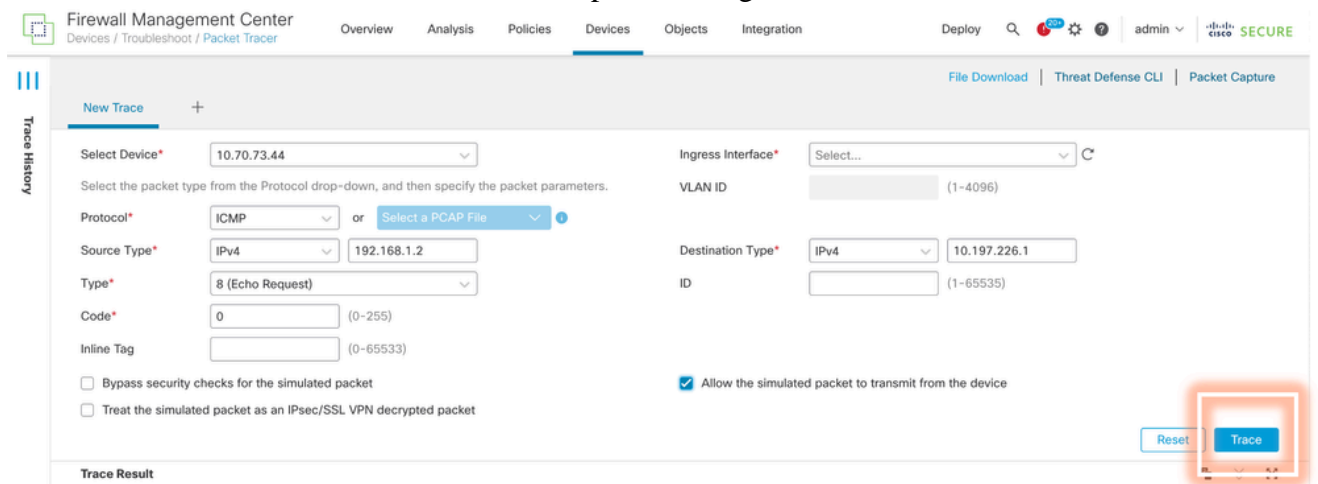 Firewall Management Center
Devices / Troubleshoot / Packet Tracer
Overview Analysis Policies Devices Objects Integration Deploy 20+ admin cisco SECURE
File Download | Threat Defense CLI | Packet Capture
Trace History
New Trace +
Select Device* 10.70.73.44 Ingress Interface* Select...
Select the packet type from the Protocol drop-down, and then specify the packet parameters. VLAN ID (1-4096)
Protocol* ICMP or Select a PCAP File
Source Type* IPv4 192.168.1.2 Destination Type* IPv4 10.197.226.1
Type* 8 (Echo Request) ID (1-65535)
Code* 0 (0-255)
Inline Tag (0-65533)
Bypass security checks for the simulated packet Allow the simulated packet to transmit from the device
Treat the simulated packet as an IPsec/SSL VPN decrypted packet
Reset Trace
Trace Result